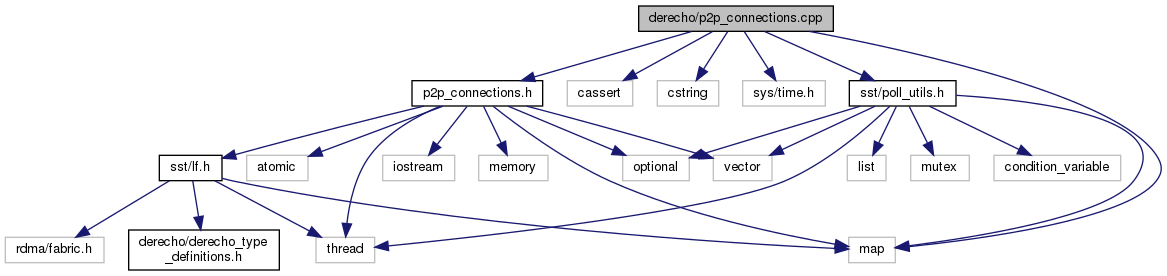 derecho/p2p_connections.cpp
p2p_connections.h
cassert
cstring
sys/time.h
sst/poll_utils.h
sst/lf.h
atomic
iostream
memory
optional
vector
list
mutex
condition_variable
rdma/fabric.h
derecho/derecho_type
_definitions.h
thread
map